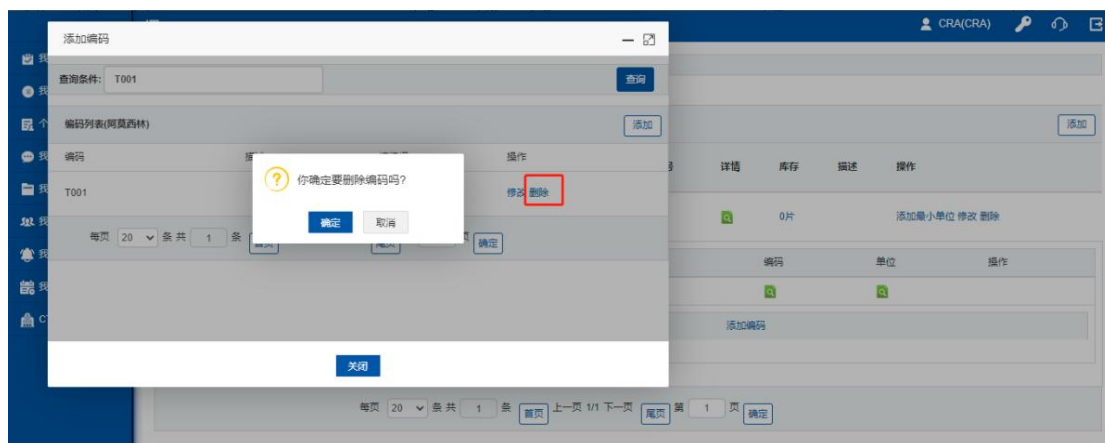 CRA(CRA)
添加编码
查询条件: T001 查询
编码列表(阿莫西林) 添加
添加
编码 操作
详情 库存 描述 操作
T001 修改 删除
你确定要删除编码吗?
确定 取消
0片 添加最小单位 修改 删除
每页 20 条 共 1 条 首页 尾页 页 确定
编码 单位 操作
添加编码
关闭
每页 20 条 共 1 条 首页 上一页 1/1 下一页 尾页 第 1 页 确定